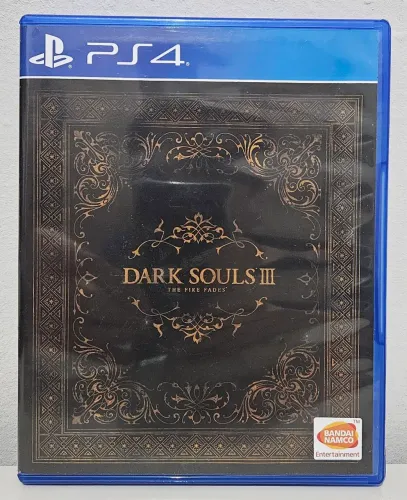 PS4
DARK SOULS III
THE FIRE FADES
BANDAI
NAMCO
Entertainment